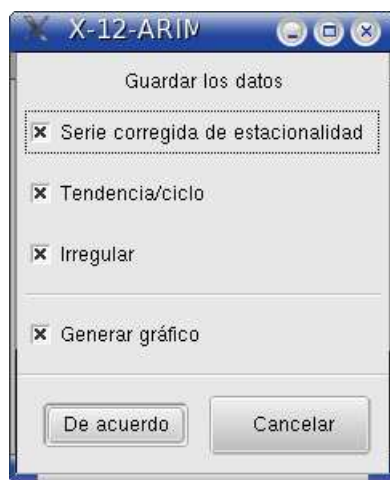 X-12-ARIM
Guardar los datos
Serie corregida de estacionalidad
Tendencia/ciclo
Irregular
Generar gráfico
De acuerdo
Cancelar